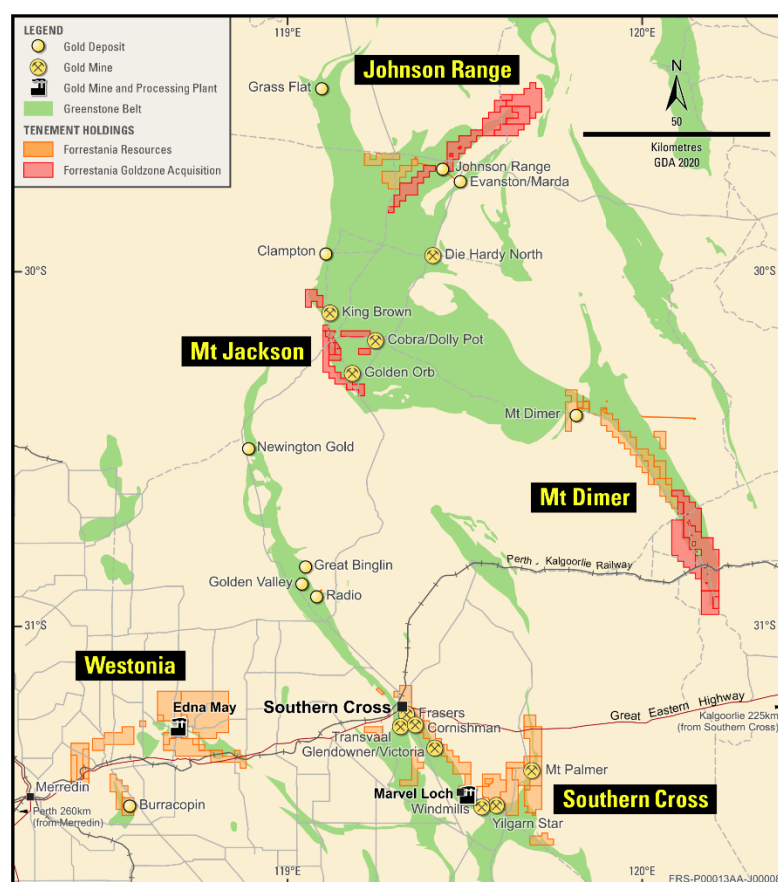 119°E
120°E
LEGEND
Gold Deposit
Gold Mine
Gold Mine and Processing Plant
Greenstone Belt
TENEMENT HOLDINGS
Forrestania Resources
Forrestania Goldzone Acquisition
Johnson Range
N
50
Kilometres
GDA 2020
Grass Flat
Johnson Range
Evanston/Marda
Clampton
Die Hardy North
30°S
30°S
King Brown
Mt Jackson
Cobra/Dolly Pot
Golden Orb
Mt Dimer
Newington Gold
Mt Dimer
Great Binglin
Perth - Kalgoorlie Railway
Golden Valley
Radio
31°S
31°S
Westonia
Edna May
Southern Cross
Frasers
Great Eastern Highway
Kalgoorlie 225km
(from Southern Cross)
Cornishman
Transvaal
Glendowner/Victoria
Mt Palmer
Merredin
Marvel Loch
Southern Cross
Burracopin
Windmills
Perth 260km
(from Merredin)
Yilgarn Star
119°E
120°E
FRS-P00013AA-J00006